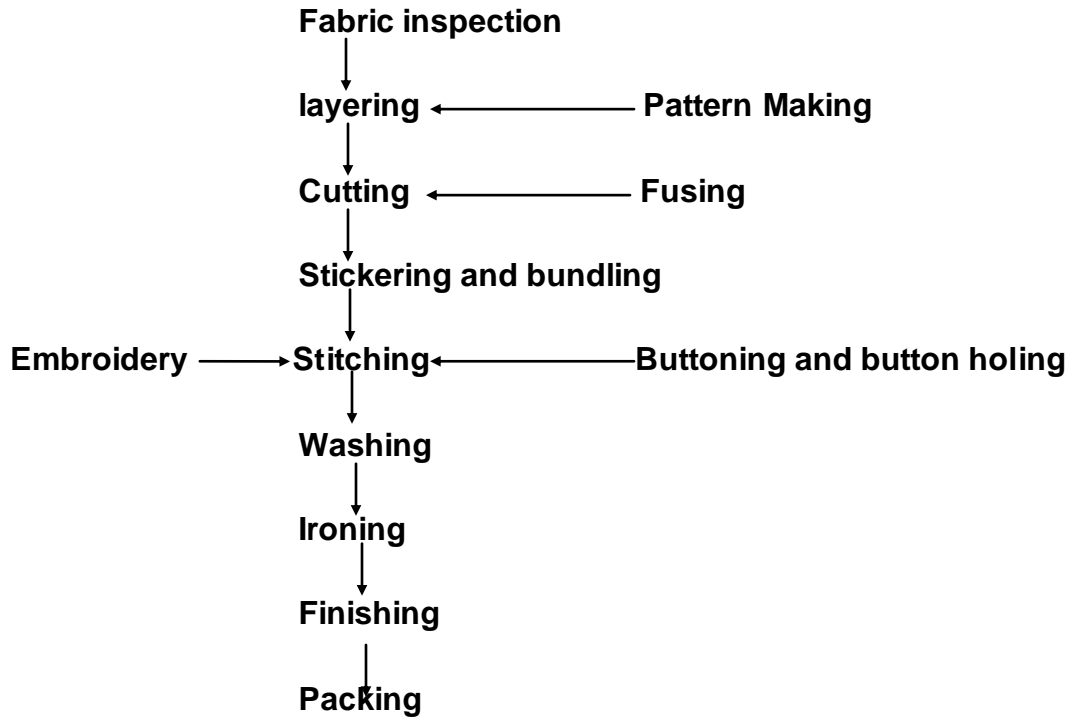 Fabric inspection
layering
Pattern Making
Cutting
Fusing
Stickering and bundling
Embroidery
Stitching
Buttoning and button holing
Washing
Ironing
Finishing
Packing